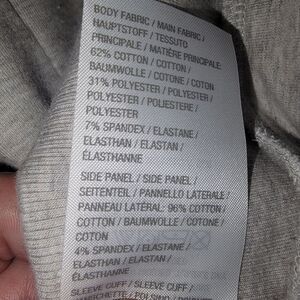 BODY FABRIC / MAIN FABRIC /
HAUPTSTOFF / TESSUTO
PRINCIPALE / MATIÈRE PRINCIPALE:
62% COTTON / COTTON /
BAUMWOLLE / COTONE / COTON
31% POLYESTER / POLYESTER /
POLYESTER / POLIESTERE /
POLYESTER
7% SPANDEX / ELASTANE /
ELASTHAN / ELASTAN /
ÉLASTHANNE
SIDE PANEL / SIDE PANEL /
SEITENTEIL / PANNELLO LATERALE /
PANNEAU LATÉRAL: 96% COTTON /
COTTON / BAUMWOLLE / COTONE /
COTON
4% SPANDEX / ELASTANE /
ELASTHAN / ELASTAN /
ÉLASTHANNE
SLEEVE CUFF / SLEEVE CUFF /